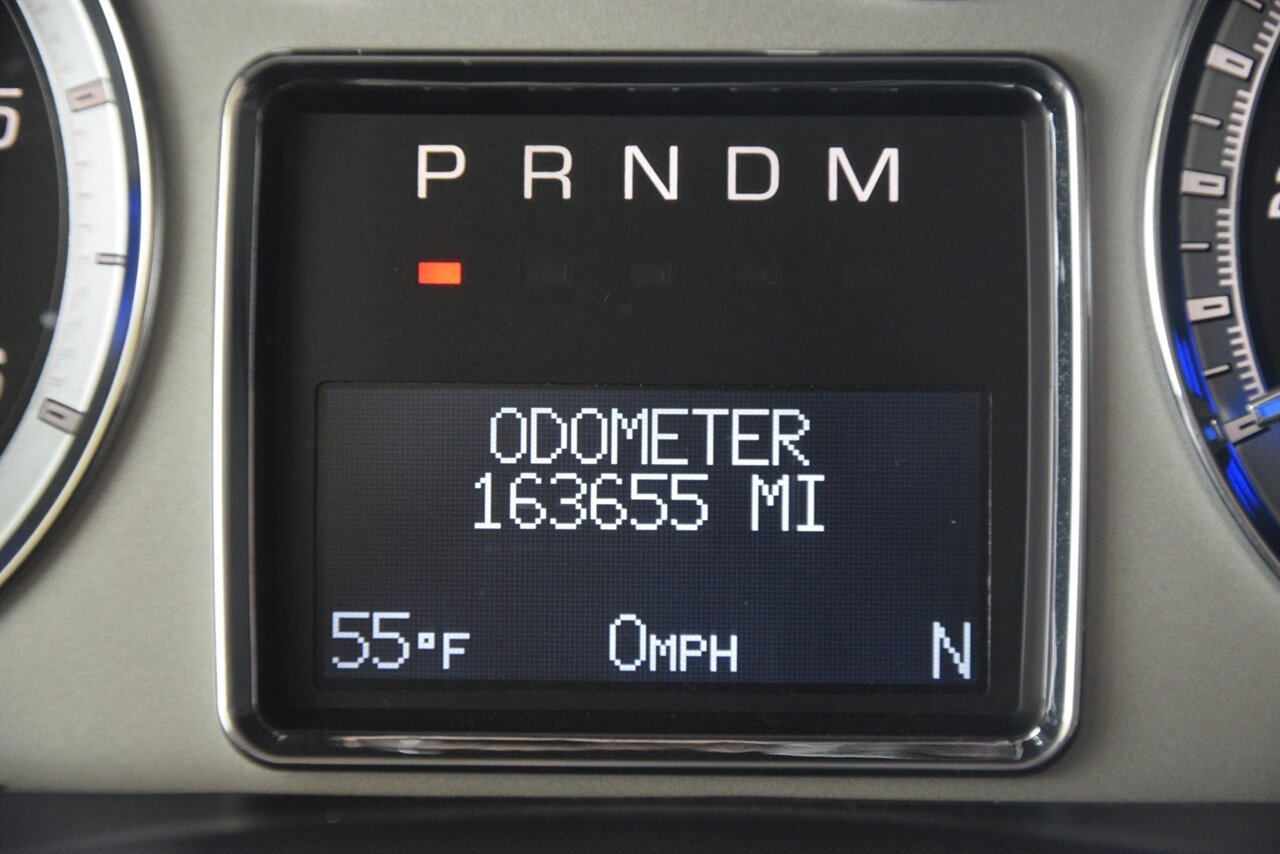 P R N D M
ODOMETER
163655 MI
55°F 0MPH N